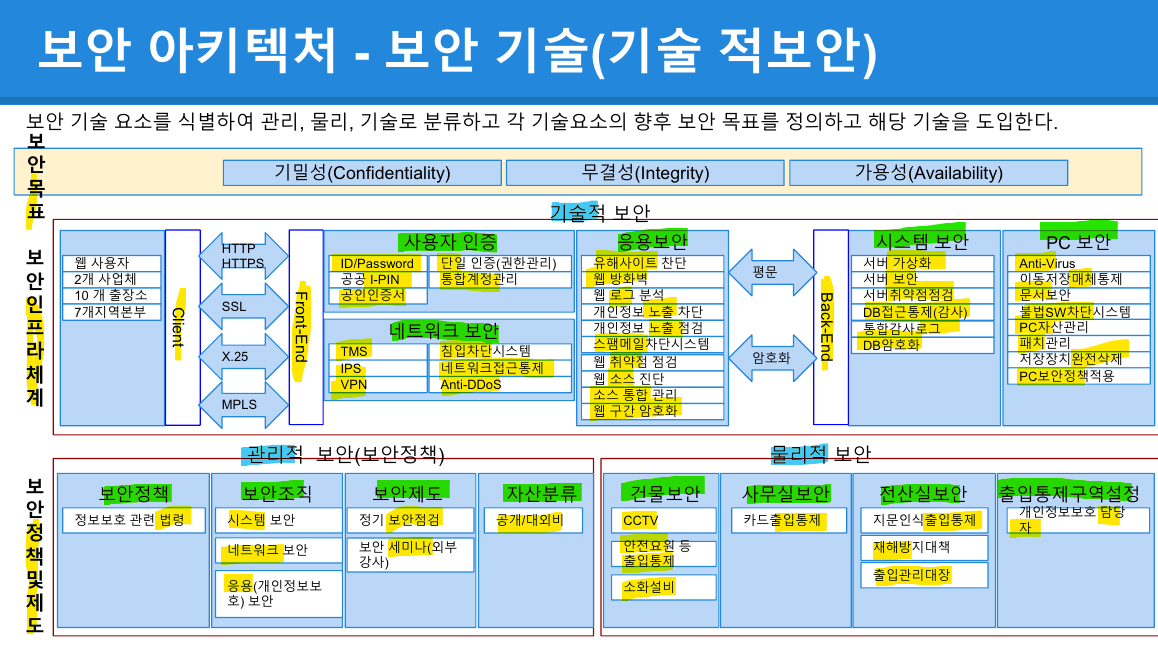 보안 아키텍처 - 보안 기술(기술 적보안)
보안 기술 요소를 식별하여 관리, 물리, 기술로 분류하고 각 기술요소의 향후 보안 목표를 정의하고 해당 기술을 도입한다.
보안목표
기밀성(Confidentiality)
무결성(Integrity)
가용성(Availability)
보안인프라체계
기술적 보안
웹 사용자
2개 사업체
10 개 출장소
7개지역본부
Client
HTTP
HTTPS
SSL
X.25
MPLS
Front-End
사용자 인증
ID/Password
공공 I-PIN
공인인증서
단일 인증(권한관리)
통합계정관리
네트워크 보안
TMS
IPS
VPN
침입차단시스템
네트워크접근통제
Anti-DDoS
응용보안
유해사이트 찬단
웹 방화벽
웹 로그 분석
개인정보 노출 차단
개인정보 노출 점검
스팸메일차단시스템
웹 취약점 점검
웹 소스 진단
소스 통합 관리
웹 구간 암호화
평문
암호화
Back-End
시스템 보안
서버 가상화
서버 보안
서버취약점점검
DB접근통제(감사)
통합감사로그
DB암호화
PC 보안
Anti-Virus
이동저장매체통제
문서보안
불법SW차단시스템
PC자산관리
패치관리
저장장치완전삭제
PC보안정책적용
보안정책및제도
관리적 보안(보안정책)
보안정책
정보보호 관련 법령
보안조직
시스템 보안
네트워크 보안
응용(개인정보보
호) 보안
보안제도
정기 보안점검
보안 세미나(외부
강사)
자산분류
공개/대외비
물리적 보안
건물보안
CCTV
안전요원 등
출입통제
소화설비
사무실보안
카드출입통제
전산실보안
지문인식출입통제
재해방지대책
출입관리대장
출입통제구역설정
개인정보보호 담당
자